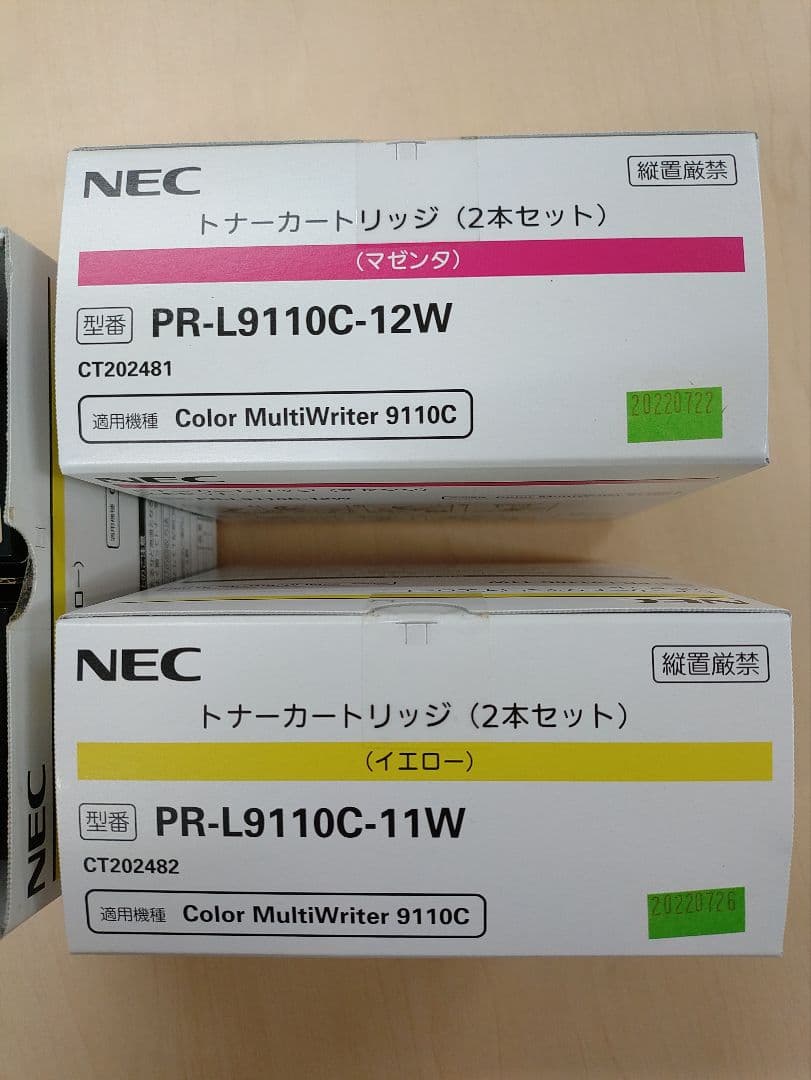 NEC
縦置厳禁
トナーカートリッジ（2本セット）
（マゼンタ）
型番 PR-L9110C-12W
CT202481
適用機種 Color MultiWriter 9110C
20220722
NEC
NEC
縦置厳禁
トナーカートリッジ（2本セット）
（イエロー）
型番 PR-L9110C-11W
CT202482
適用機種 Color MultiWriter 9110C
20220726
NEC